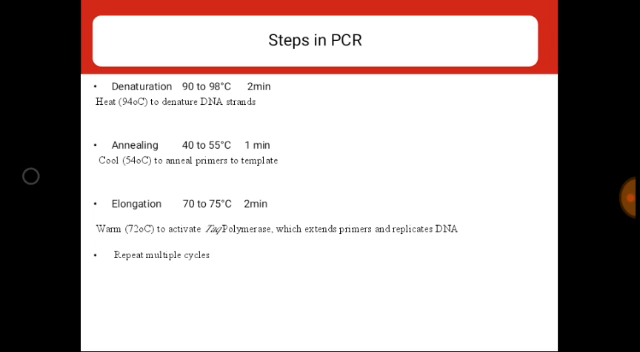 Steps in PCR
• Denaturation 90 to 98°C 2min
Heat (94oC) to denature DNA strands
• Annealing 40 to 55°C 1 min
Cool (54oC) to anneal primers to template
• Elongation 70 to 75°C 2min
Warm (72oC) to activate Taq Polymerase, which extends primers and replicates DNA
• Repeat multiple cycles